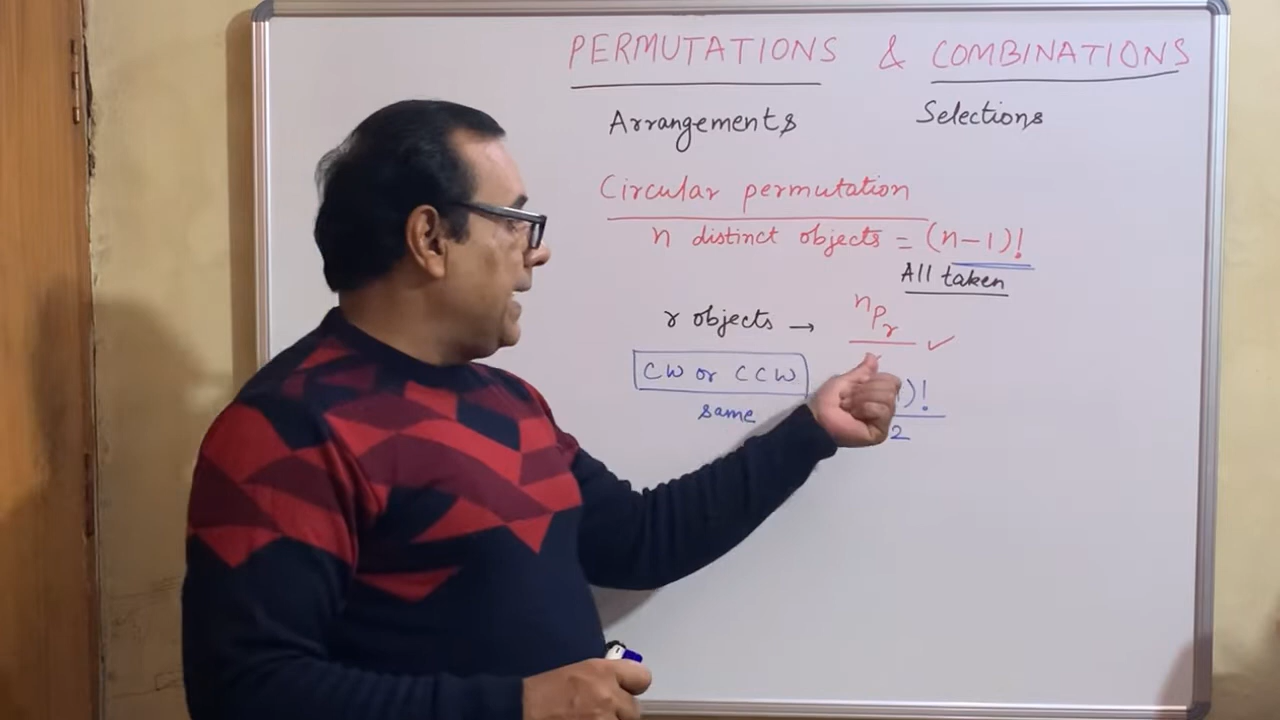 PERMUTATIONS & COMBINATIONS
Arrangements Selections
Circular permutation
n distinct objects = (n-1)!
All taken
r objects → nPr ✓
CW or CCW )!
same 2